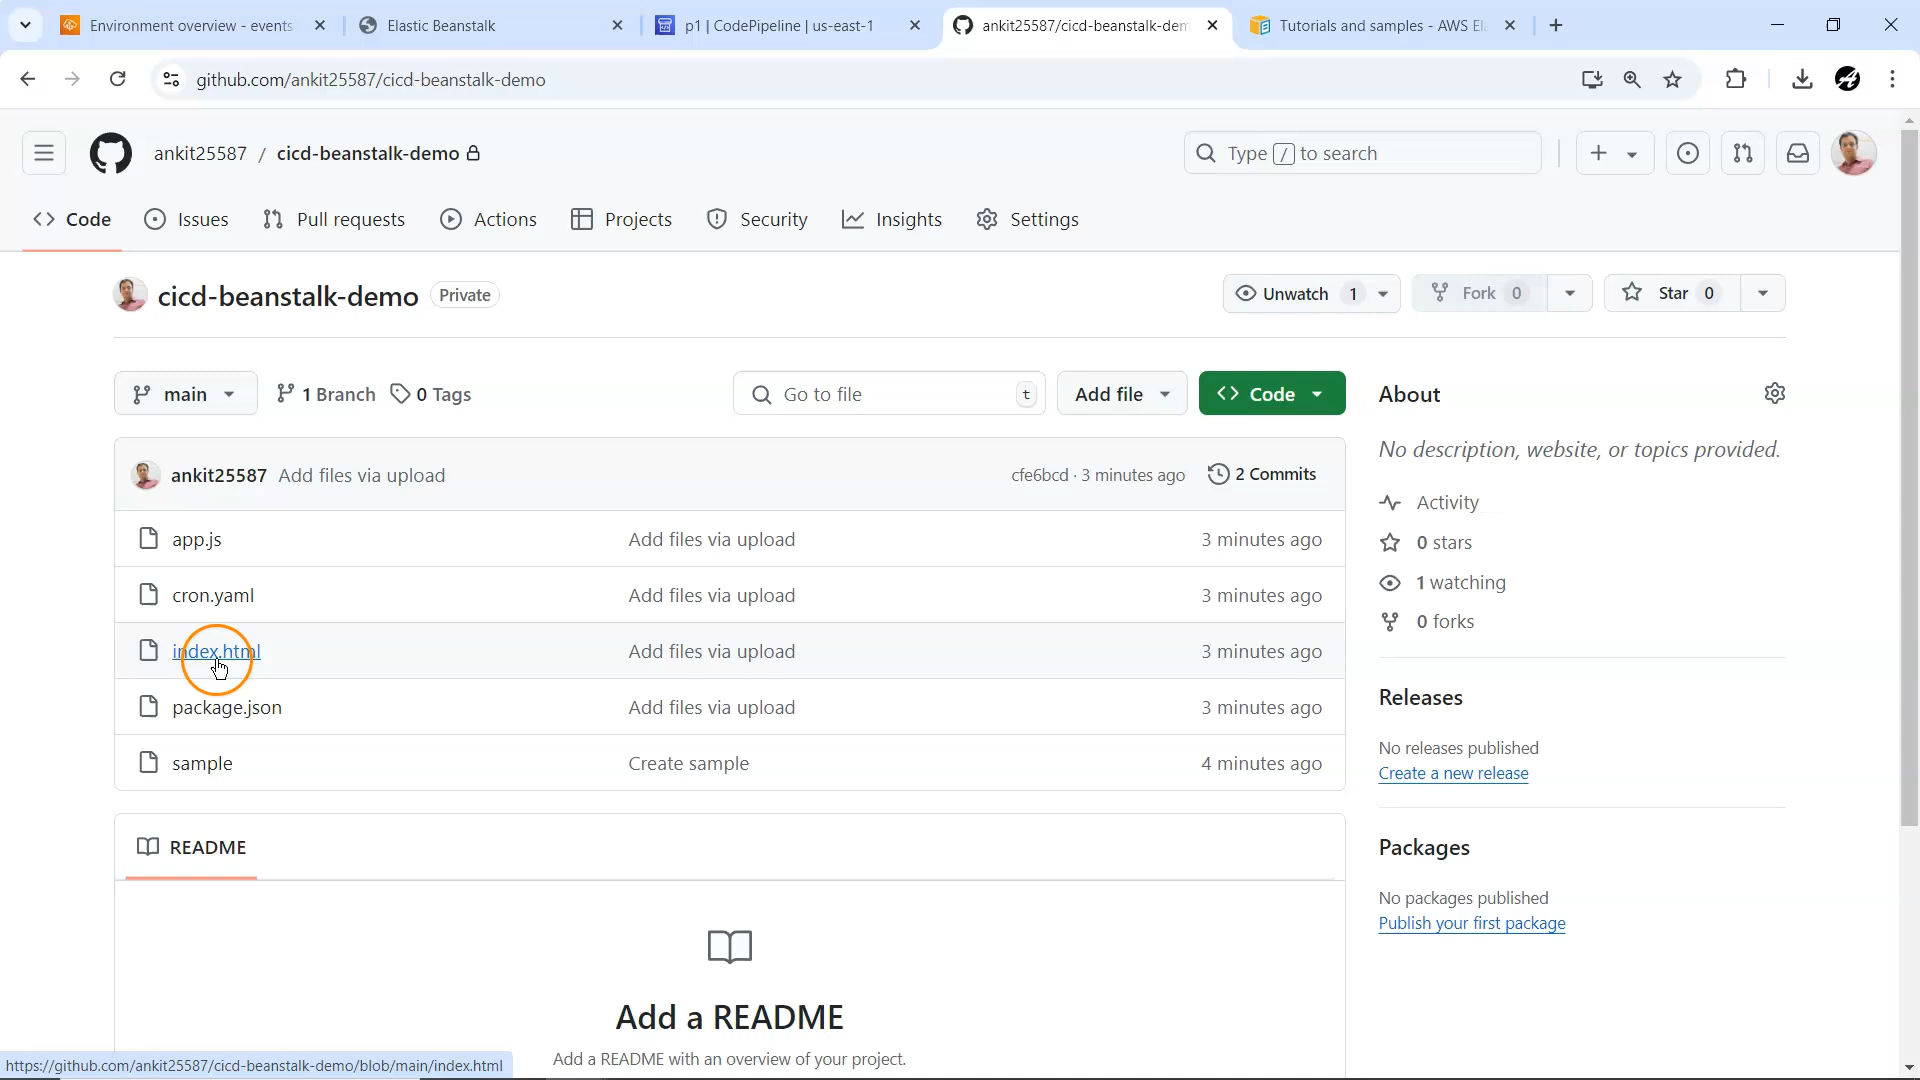 Environment overview - events
Elastic Beanstalk
p1 | CodePipeline | us-east-1
ankit25587/cicd-beanstalk-dem
Tutorials and samples - AWS El
github.com/ankit25587/cicd-beanstalk-demo
ankit25587 / cicd-beanstalk-demo
Type / to search
Code
Issues
Pull requests
Actions
Projects
Security
Insights
Settings
cicd-beanstalk-demo Private
Unwatch 1
Fork 0
Star 0
main
1 Branch
0 Tags
Go to file t
Add file
Code
ankit25587 Add files via upload cfe6bcd · 3 minutes ago 2 Commits
app.js Add files via upload 3 minutes ago
cron.yaml Add files via upload 3 minutes ago
index.html Add files via upload 3 minutes ago
package.json Add files via upload 3 minutes ago
sample Create sample 4 minutes ago
README
Add a README
Add a README with an overview of your project.
About
No description, website, or topics provided.
Activity
0 stars
1 watching
0 forks
Releases
No releases published
Create a new release
Packages
No packages published
Publish your first package
https://github.com/ankit25587/cicd-beanstalk-demo/blob/main/index.html